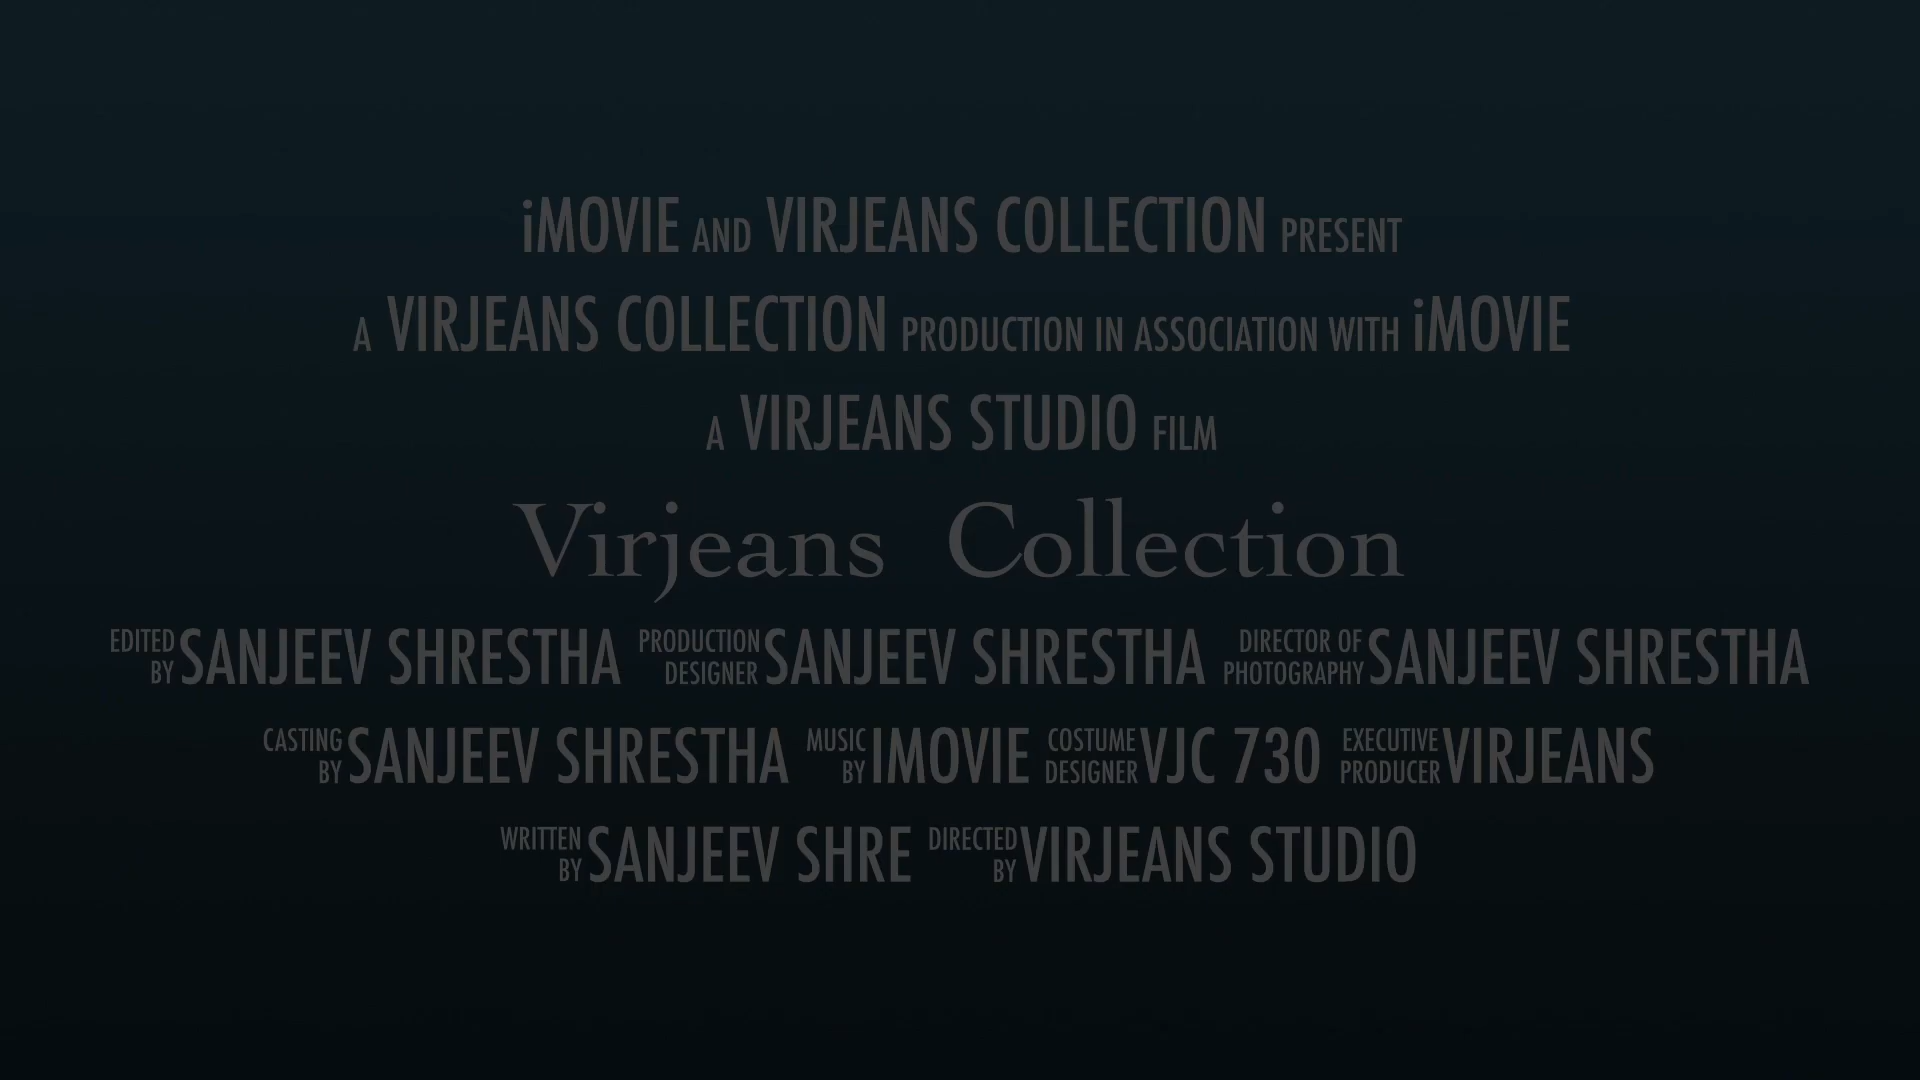 iMOVIE AND VIRJEANS COLLECTION PRESENT
A VIRJEANS COLLECTION PRODUCTION IN ASSOCIATION WITH iMOVIE
A VIRJEANS STUDIO FILM
Virjeans Collection
EDITED BY SANJEEV SHRESTHA PRODUCTION DESIGNER SANJEEV SHRESTHA DIRECTOR OF PHOTOGRAPHY SANJEEV SHRESTHA
CASTING BY SANJEEV SHRESTHA MUSIC BY IMOVIE COSTUME DESIGNER VJC 730 EXECUTIVE PRODUCER VIRJEANS
WRITTEN BY SANJEEV SHRE DIRECTED BY VIRJEANS STUDIO